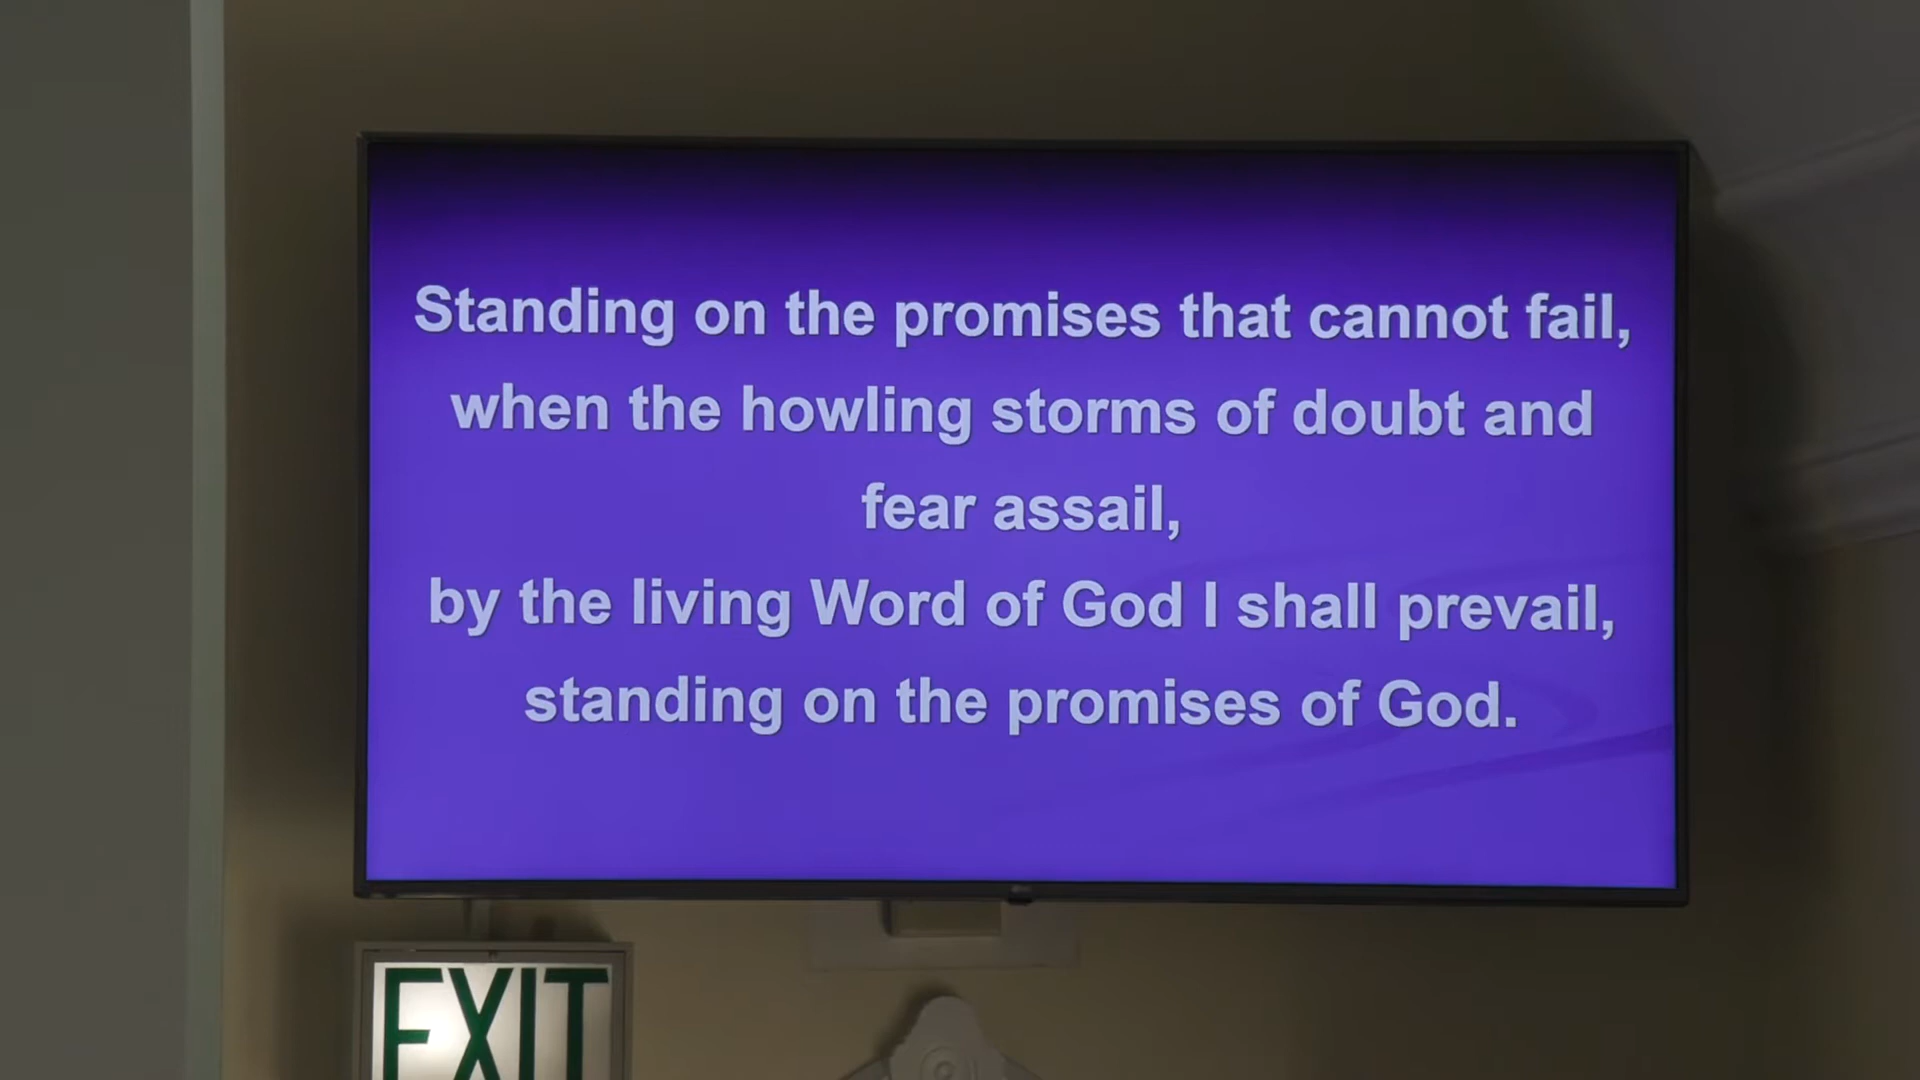 Standing on the promises that cannot fail,
when the howling storms of doubt and
fear assail,
by the living Word of God I shall prevail,
standing on the promises of God.
EXIT